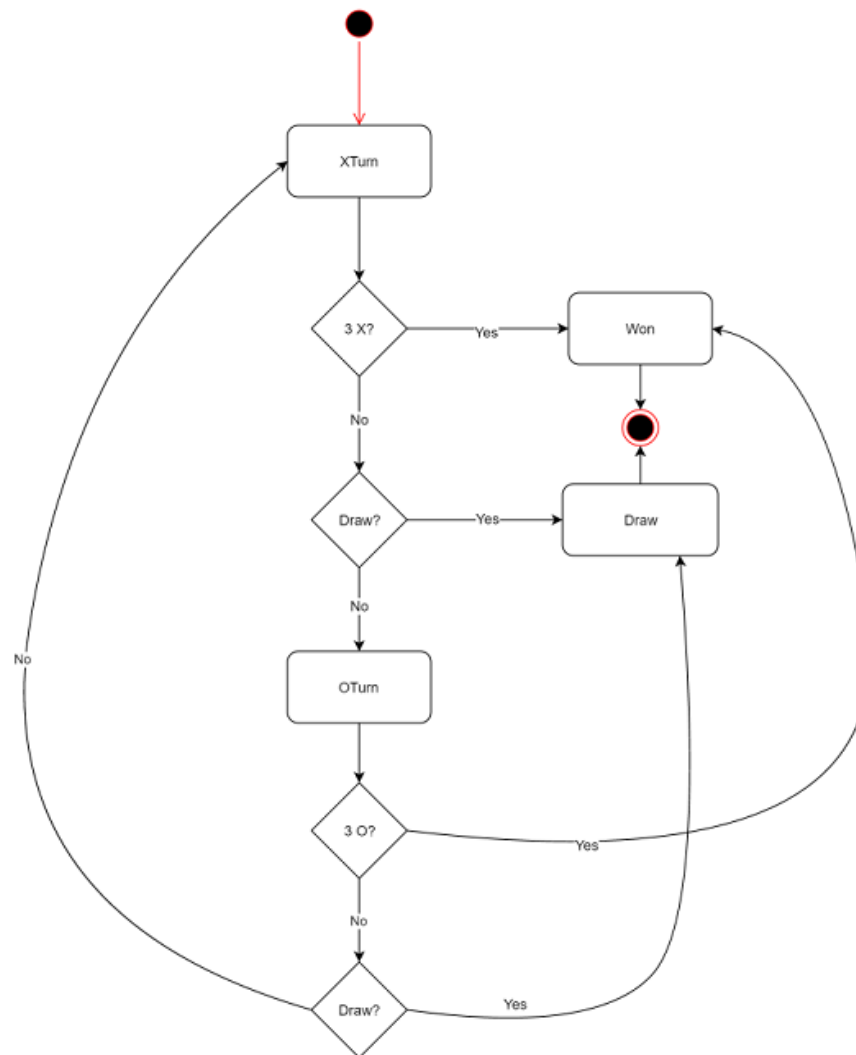 XTurn
3 X?
Yes
Won
No
Draw?
Yes
Draw
No
OTurn
No
3 O?
Yes
No
Draw?
Yes